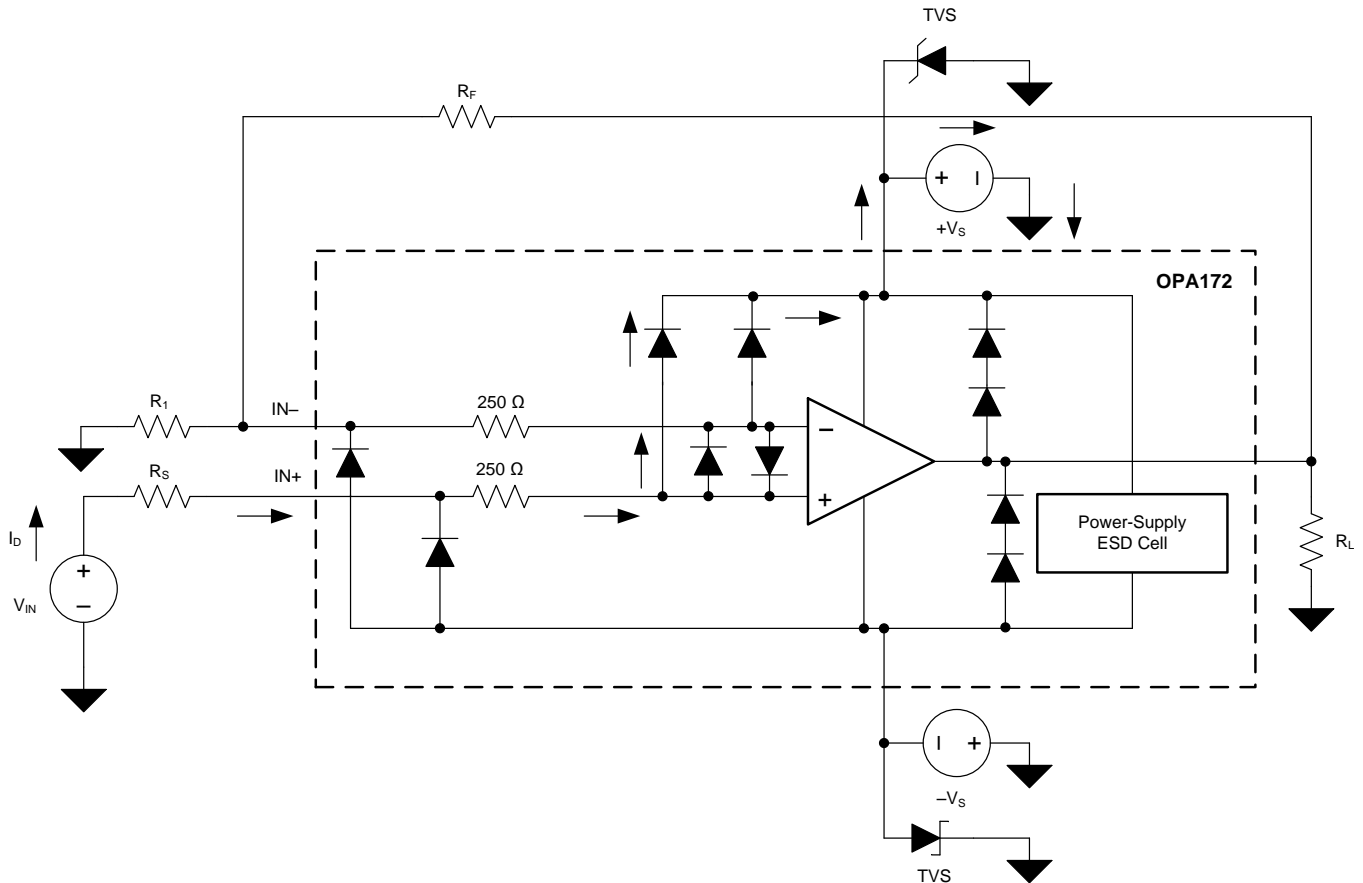 TVS
R_F
+ –
+V_S
OPA172
R_1
IN–
250 Ω
–
R_S
IN+
250 Ω
+
Power-Supply
ESD Cell
R_L
I_D
+
V_IN
–
– +
–V_S
TVS